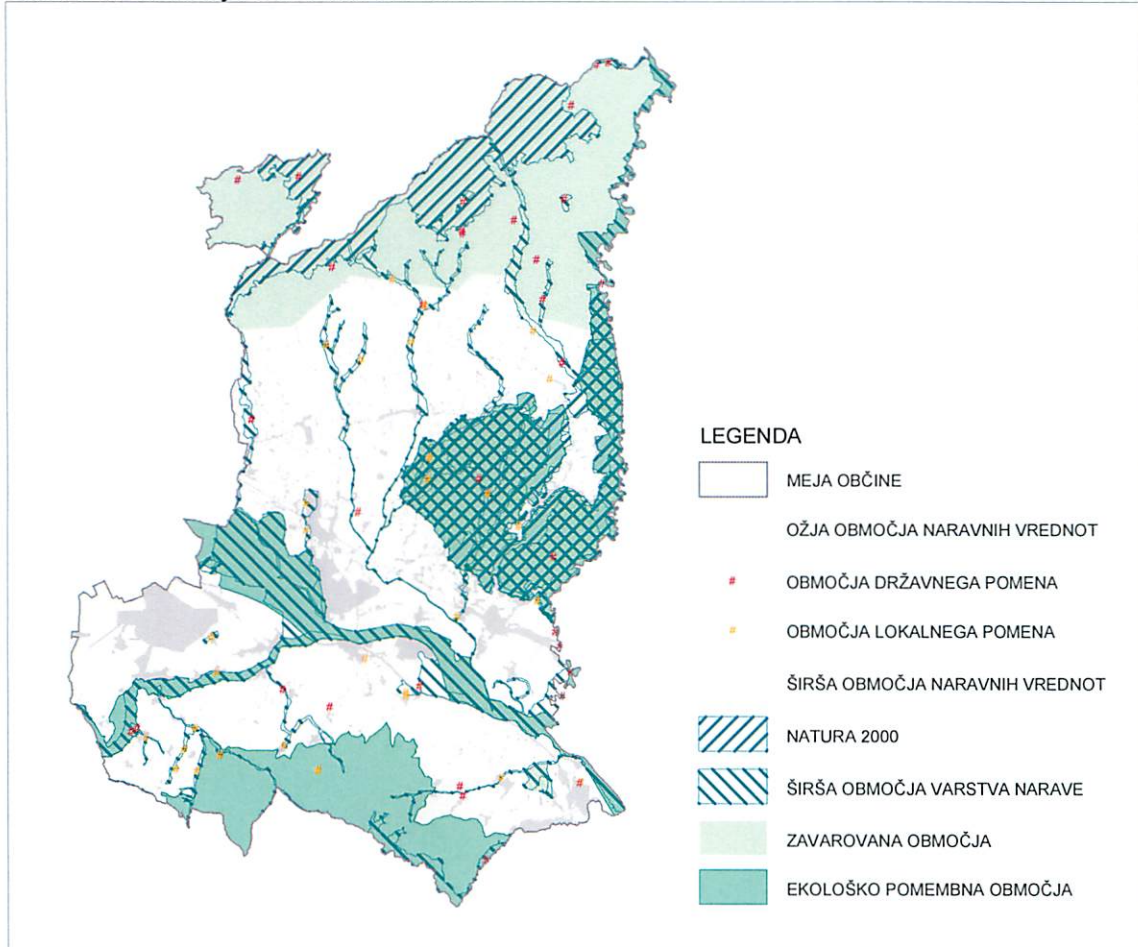 LEGENDA
MEJA OBČINE
OŽJA OBMOČJA NARAVNIH VREDNOT
# OBMOČJA DRŽAVNEGA POMENA
# OBMOČJA LOKALNEGA POMENA
ŠIRŠA OBMOČJA NARAVNIH VREDNOT
NATURA 2000
ŠIRŠA OBMOČJA VARSTVA NARAVE
ZAVAROVANA OBMOČJA
EKOLOŠKO POMEMBNA OBMOČJA